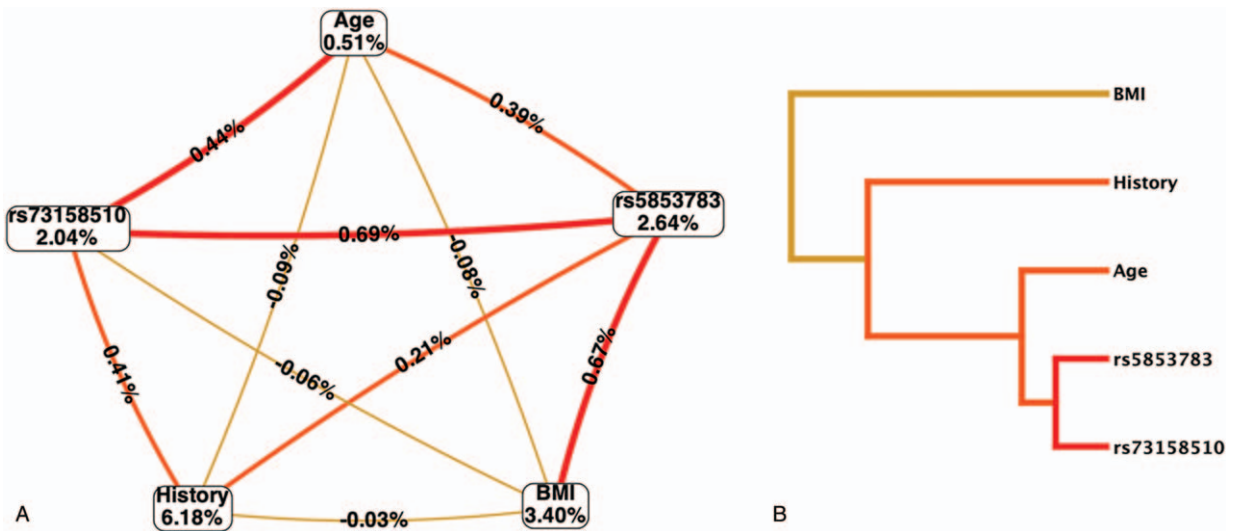 Age
0.51%
0.44%
0.39%
rs73158510
2.04%
rs5853783
2.64%
0.69%
-0.09%
-0.08%
0.41%
-0.06%
0.21%
0.67%
History
6.18%
-0.03%
BMI
3.40%
A
BMI
History
Age
rs5853783
rs73158510
B